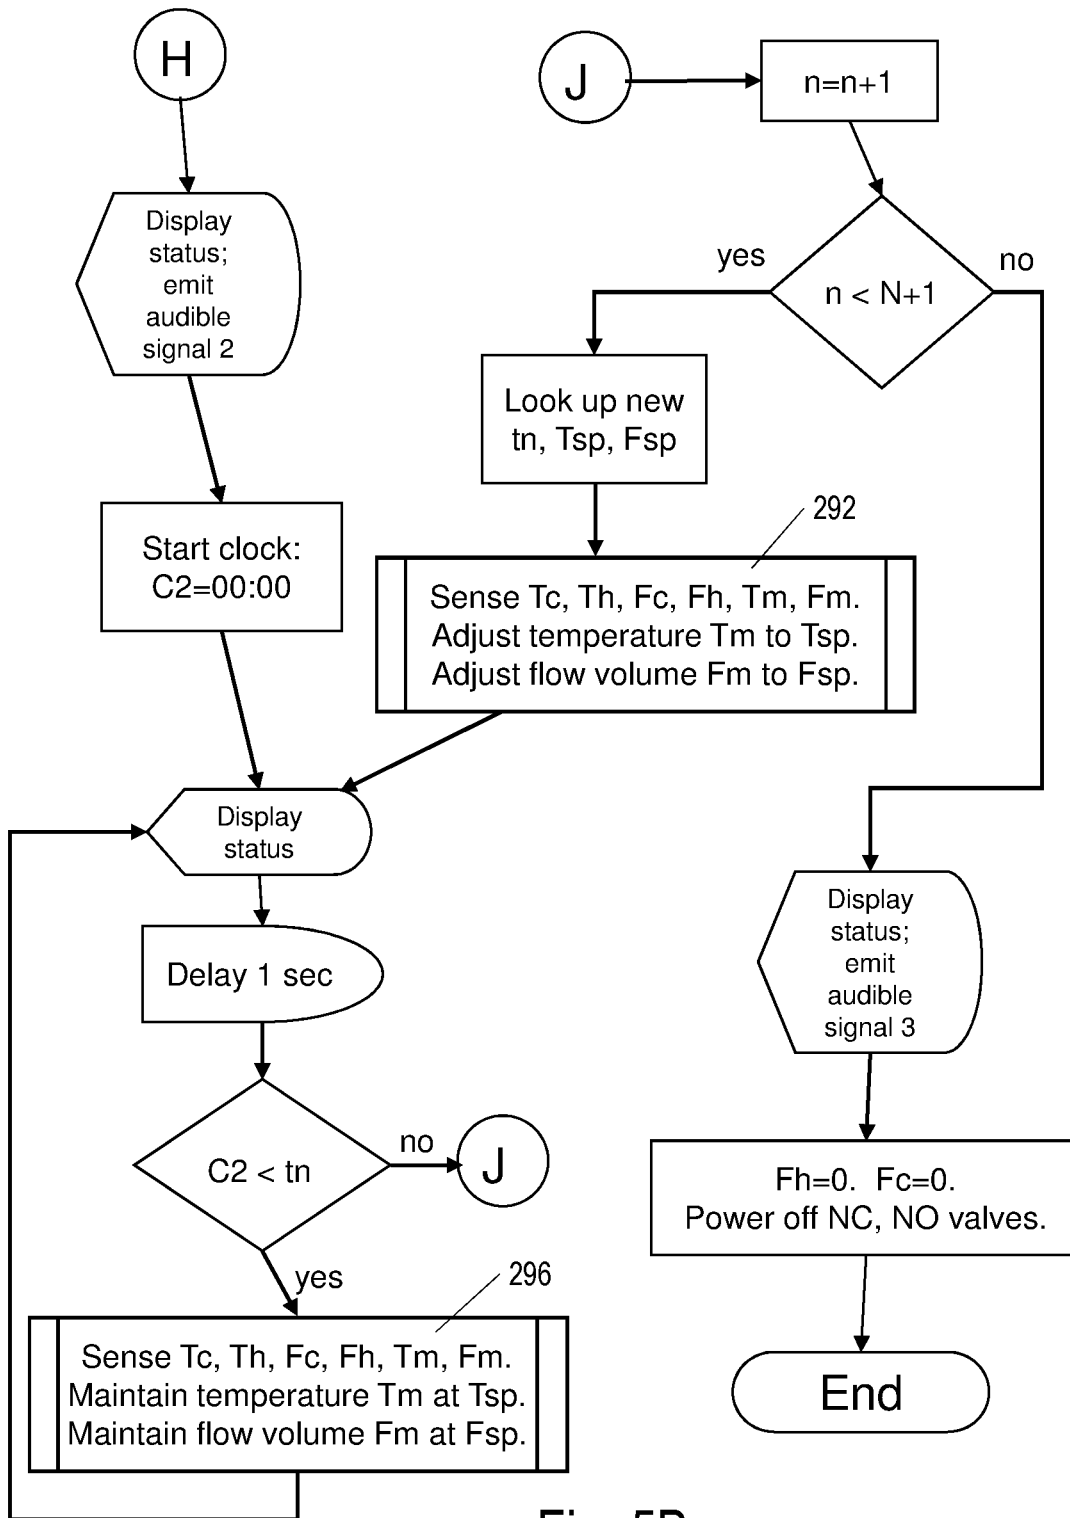 H
Display
status;
emit
audible
signal 2
Start clock:
C2=00:00
Display
status
Delay 1 sec
C2 < tn
no
J
yes
296
Sense Tc, Th, Fc, Fh, Tm, Fm.
Maintain temperature Tm at Tsp.
Maintain flow volume Fm at Fsp.
J
n=n+1
n < N+1
yes
no
Look up new
tn, Tsp, Fsp
292
Sense Tc, Th, Fc, Fh, Tm, Fm.
Adjust temperature Tm to Tsp.
Adjust flow volume Fm to Fsp.
Display
status;
emit
audible
signal 3
Fh=0. Fc=0.
Power off NC, NO valves.
End